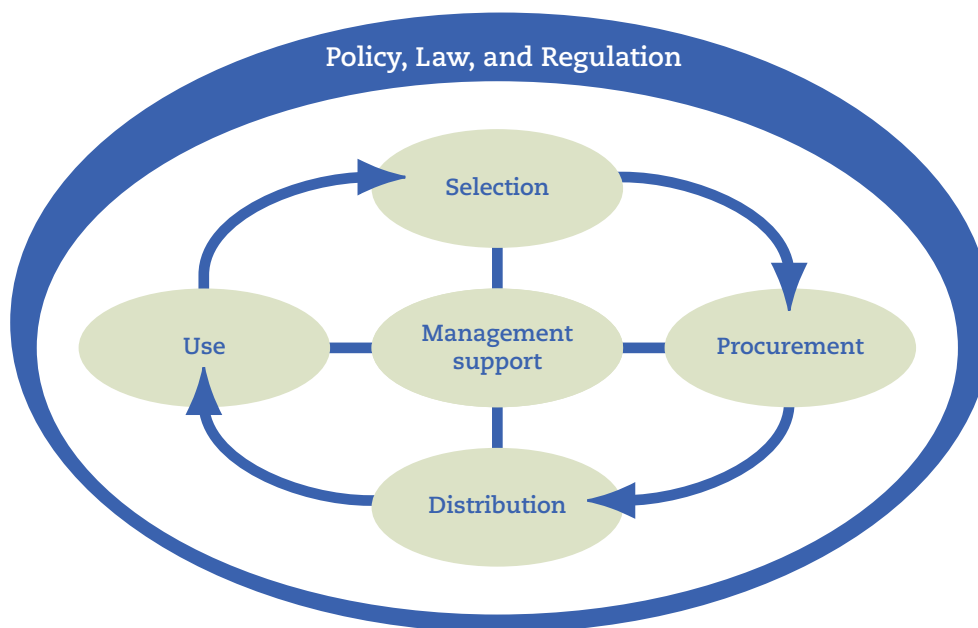 Policy, Law, and Regulation
Selection
Use
Management
support
Procurement
Distribution